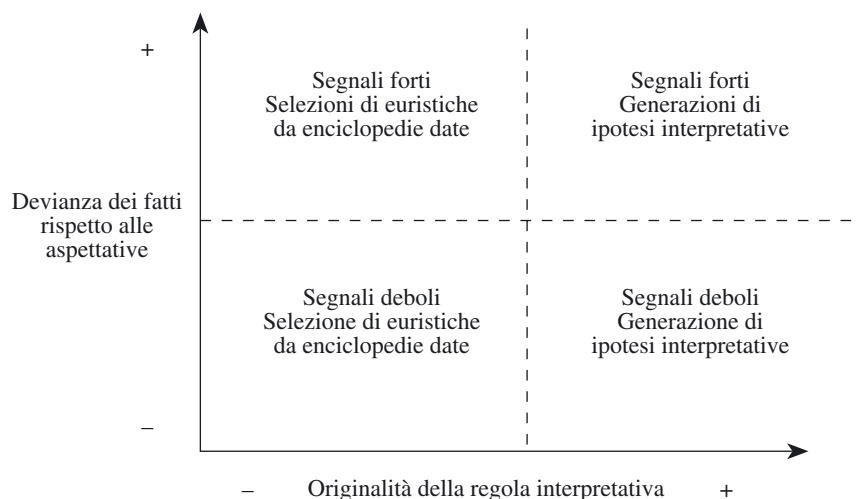 +
Segnali forti
Selezioni di euristiche
da enciclopedie date
Segnali forti
Generazioni di
ipotesi interpretative
Devianza dei fatti
rispetto alle
aspettative
Segnali deboli
Selezione di euristiche
da enciclopedie date
Segnali deboli
Generazione di
ipotesi interpretative
–
– Originalità della regola interpretativa +